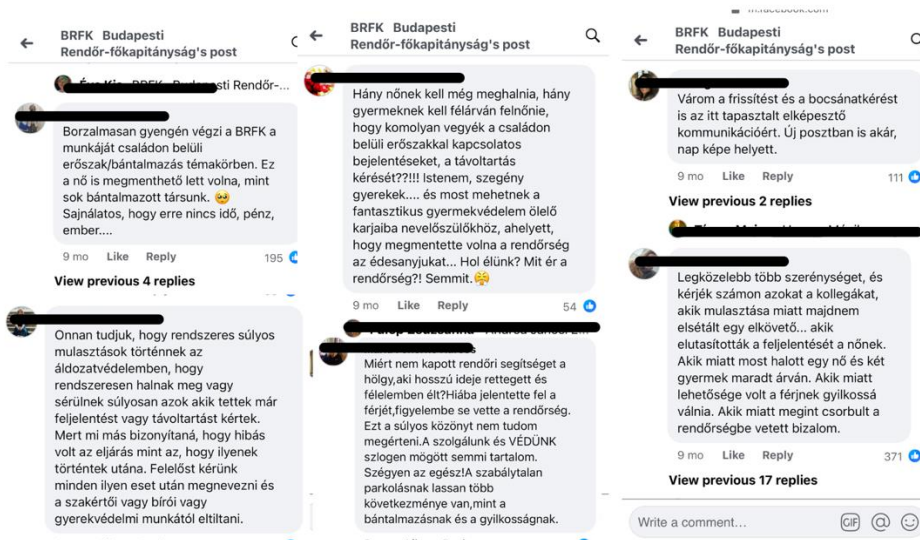 BRFK Budapesti
Rendőr-főkapitányság's post
BRFK Budapesti Rendőr-...
Borzalmasan gyengén végzi a BRFK a
munkáját családon belüli
erőszak/bántalmazás témakörben. Ez
a nő is megmenthető lett volna, mint
sok bántalmazott társunk. 🥺
Sajnálatos, hogy erre nincs idő, pénz,
ember....
9 mo Like Reply 195
View previous 4 replies
Onnan tudjuk, hogy rendszeres súlyos
mulasztások történnek az
áldozatvédelemben, hogy
rendszeresen halnak meg vagy
sérülnek súlyosan azok akik tettek már
feljelentést vagy távoltartást kértek.
Mert mi más bizonyítaná, hogy hibás
volt az eljárás mint az, hogy ilyenek
történtek utána. Felelőst kérünk
minden ilyen eset után megnevezni és
a szakértői vagy bírói vagy
gyerekvédelmi munkától eltiltani.
BRFK Budapesti
Rendőr-főkapitányság's post
Hány nőnek kell még meghalnia, hány
gyermeknek kell félárván felnőnie,
hogy komolyan vegyék a családon
belüli erőszakkal kapcsolatos
bejelentéseket, a távoltartás
kérését??!!! Istenem, szegény
gyerekek.... és most mehetnek a
fantasztikus gyermekvédelem ölelő
karjaiba nevelőszülőkhöz, ahelyett,
hogy megmentette volna a rendőrség
az édesanyjukat... Hol élünk? Mit ér a
rendőrség?! Semmit.😤
9 mo Like Reply 54
Miért nem kapott rendőri segítséget a
hölgy,aki hosszú ideje rettegett és
félelemben élt?Hiába jelentette fel a
férjét,figyelembe se vette a rendőrség.
Ezt a súlyos közönyt nem tudom
megérteni.A szolgálunk és VÉDÜNK
szlogen mögött semmi tartalom.
Szégyen az egész!A szabálytalan
parkolásnak lassan több
következménye van,mint a
bántalmazásnak és a gyilkosságnak.
m.facebook.com
BRFK Budapesti
Rendőr-főkapitányság's post
Várom a frissítést és a bocsánatkérést
is az itt tapasztalt elképesztő
kommunikációért. Új posztban is akár,
nap képe helyett.
9 mo Like Reply 111
View previous 2 replies
Legközelebb több szerénységet, és
kérjék számon azokat a kollegákat,
akik mulasztása miatt majdnem
elsétált egy elkövető... akik
elutasították a feljelentését a nőnek.
Akik miatt most halott egy nő és két
gyermek maradt árván. Akik miatt
lehetősége volt a férjnek gyilkossá
válnia. Akik miatt megint csorbult a
rendőrségbe vetett bizalom.
9 mo Like Reply 371
View previous 17 replies
Write a comment...
GIF